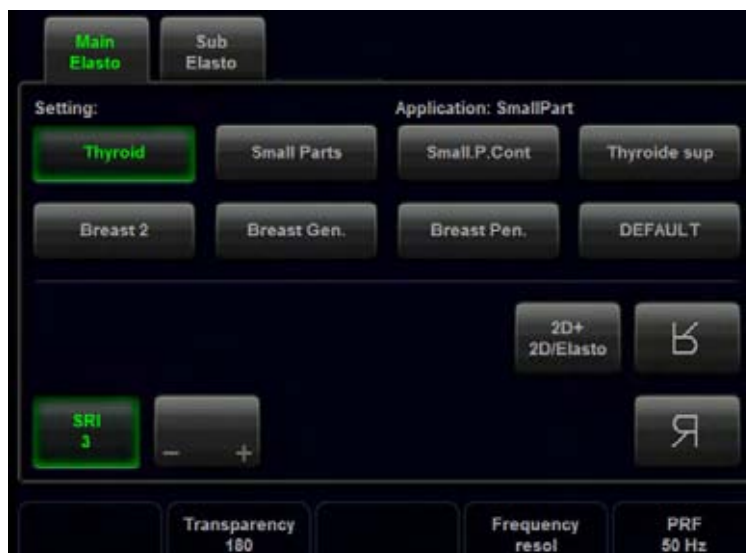 Main
Elasto
Sub
Elasto
Setting:
Application: SmallPart
Thyroid
Small Parts
Small.P.Cont
Thyroide sup
Breast 2
Breast Gen.
Breast Pen.
DEFAULT
2D+
2D/Elasto
R
SRI
3
- +
R
Transparency
180
Frequency
resol
PRF
50 Hz